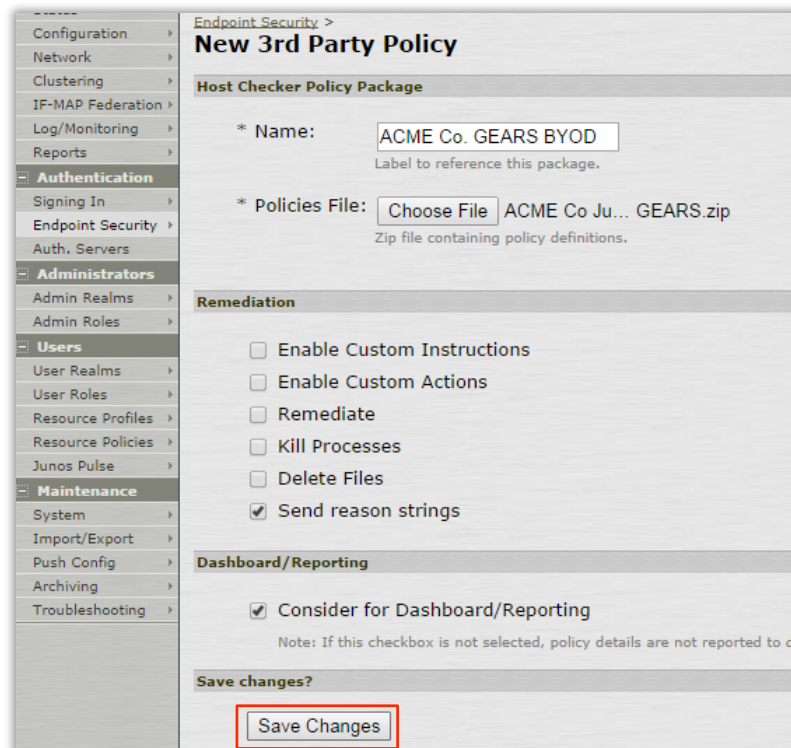 Status
Configuration
Network
Clustering
IF-MAP Federation
Log/Monitoring
Reports
Authentication
Signing In
Endpoint Security
Auth. Servers
Administrators
Admin Realms
Admin Roles
Users
User Realms
User Roles
Resource Profiles
Resource Policies
Junos Pulse
Maintenance
System
Import/Export
Push Config
Archiving
Troubleshooting
Endpoint Security >
New 3rd Party Policy
Host Checker Policy Package
* Name: ACME Co. GEARS BYOD
Label to reference this package.
* Policies File: Choose File ACME Co Ju... GEARS.zip
Zip file containing policy definitions.
Remediation
Enable Custom Instructions
Enable Custom Actions
Remediate
Kill Processes
Delete Files
Send reason strings
Dashboard/Reporting
Consider for Dashboard/Reporting
Note: If this checkbox is not selected, policy details are not reported to
Save changes?
Save Changes